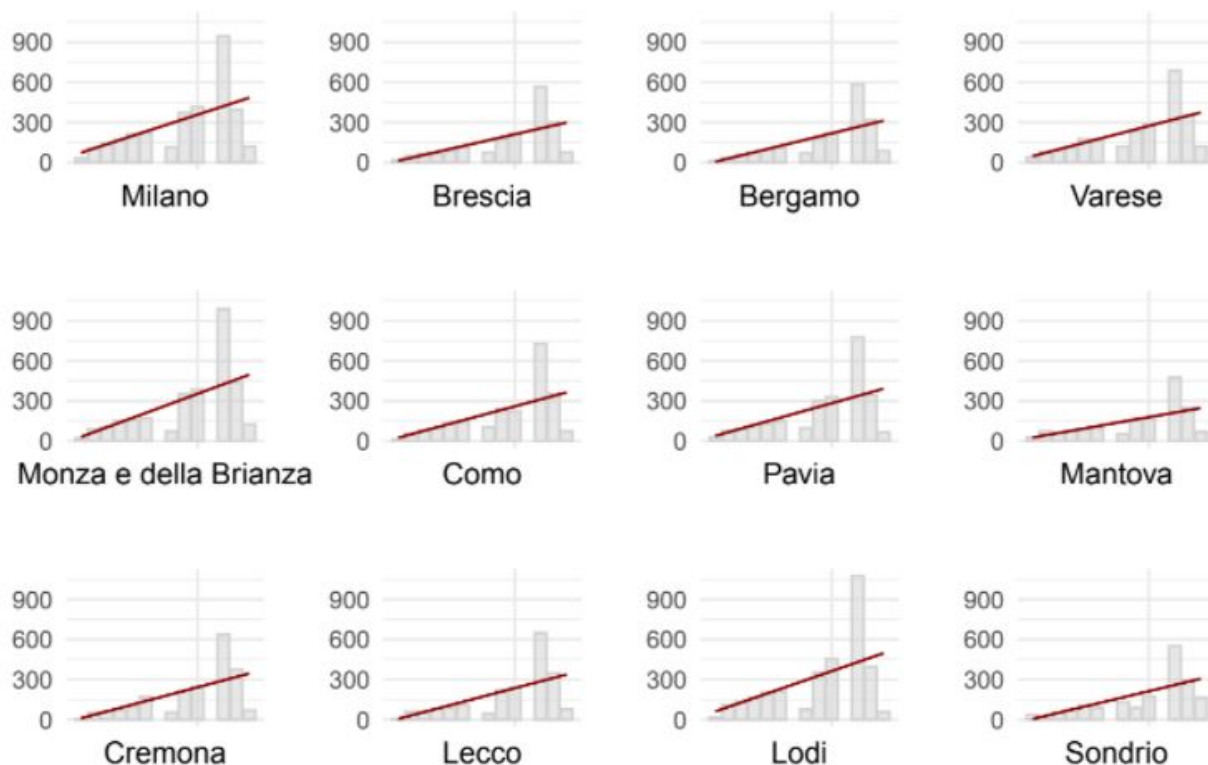 900 900 900 900
600 600 600 600
300 300 300 300
0 0 0 0
Milano Brescia Bergamo Varese
900 900 900 900
600 600 600 600
300 300 300 300
0 0 0 0
Monza e della Brianza Como Pavia Mantova
900 900 900 900
600 600 600 600
300 300 300 300
0 0 0 0
Cremona Lecco Lodi Sondrio